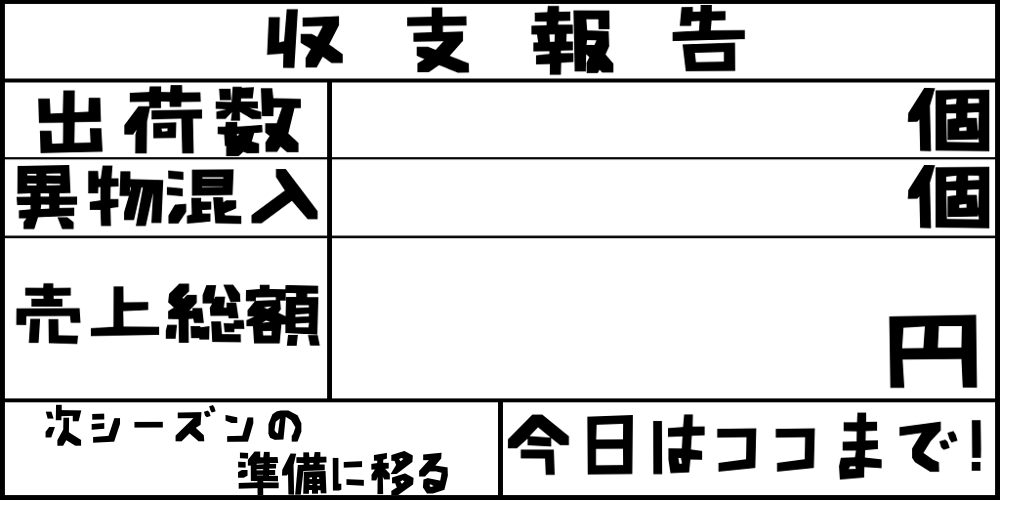 収支報告
出荷数 個
異物混入 個
売上総額 円
次シーズンの
準備に移る
今日はココまで!